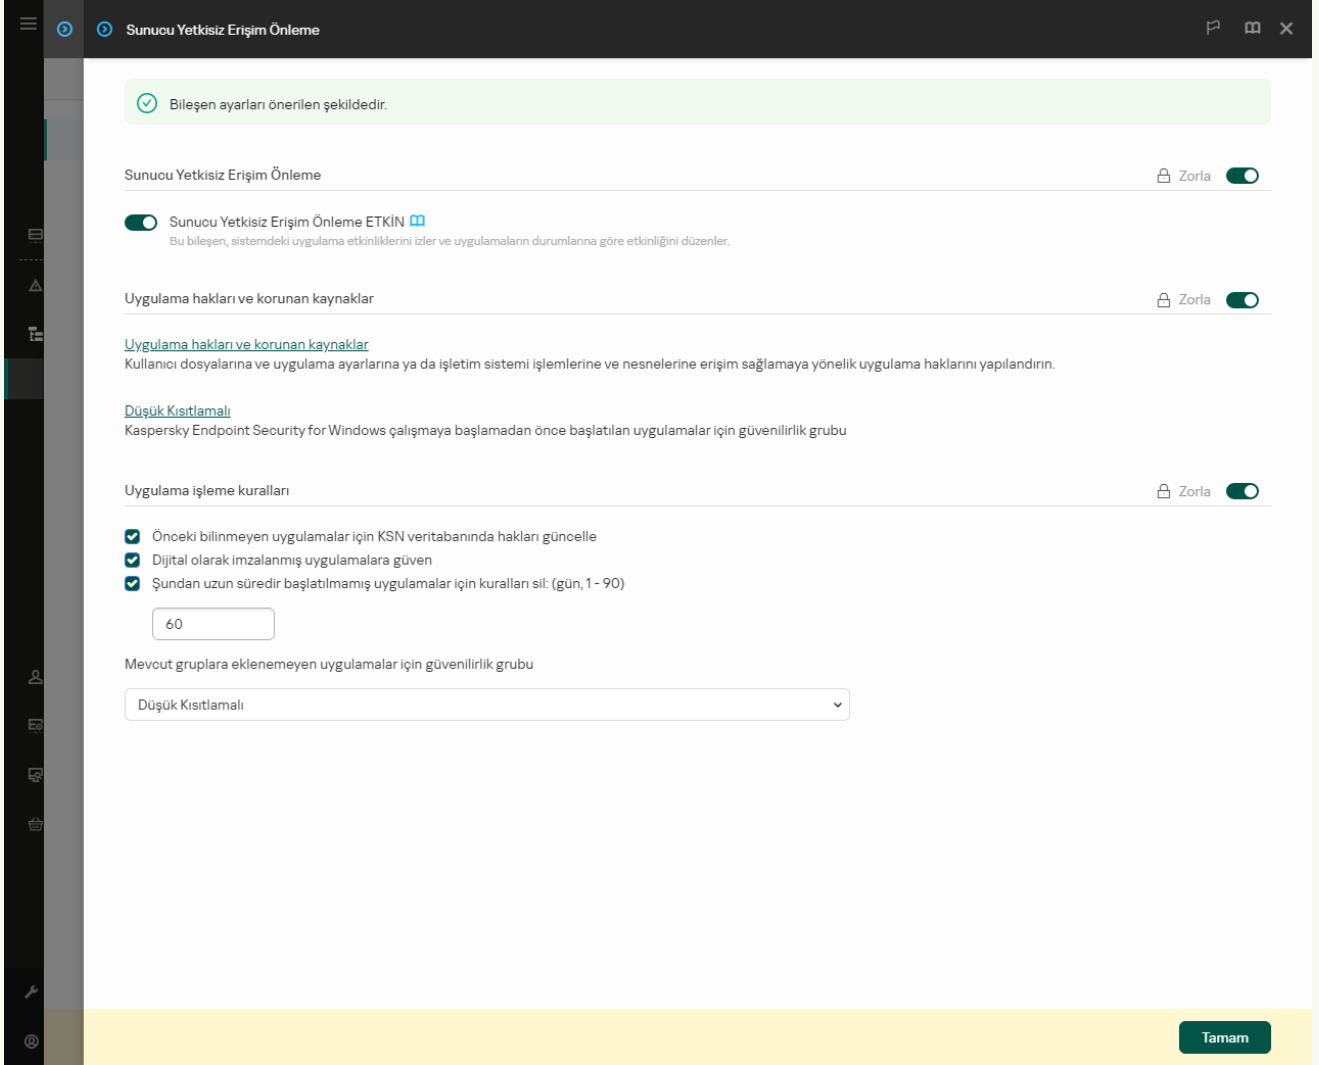 Sunucu Yetkisiz Erişim Önleme
Bileşen ayarları önerilen şekildedir.
Sunucu Yetkisiz Erişim Önleme
Zorla
Sunucu Yetkisiz Erişim Önleme ETKİN
Bu bileşen, sistemdeki uygulama etkinliklerini izler ve uygulamaların durumlarına göre etkinliğini düzenler.
Uygulama hakları ve korunan kaynaklar
Zorla
Uygulama hakları ve korunan kaynaklar
Kullanıcı dosyalarına ve uygulama ayarlarına ya da işletim sistemi işlemlerine ve nesnelerine erişim sağlamaya yönelik uygulama haklarını yapılandırın.
Düşük Kısıtlamalı
Kaspersky Endpoint Security for Windows çalışmaya başlamadan önce başlatılan uygulamalar için güvenilirlik grubu
Uygulama işleme kuralları
Zorla
Önceki bilinmeyen uygulamalar için KSN veritabanında hakları güncelle
Dijital olarak imzalanmış uygulamalara güven
Şundan uzun süredir başlatılmamış uygulamalar için kuralları sil: (gün, 1 - 90)
60
Mevcut gruplara eklenemeyen uygulamalar için güvenilirlik grubu
Düşük Kısıtlamalı
Tamam